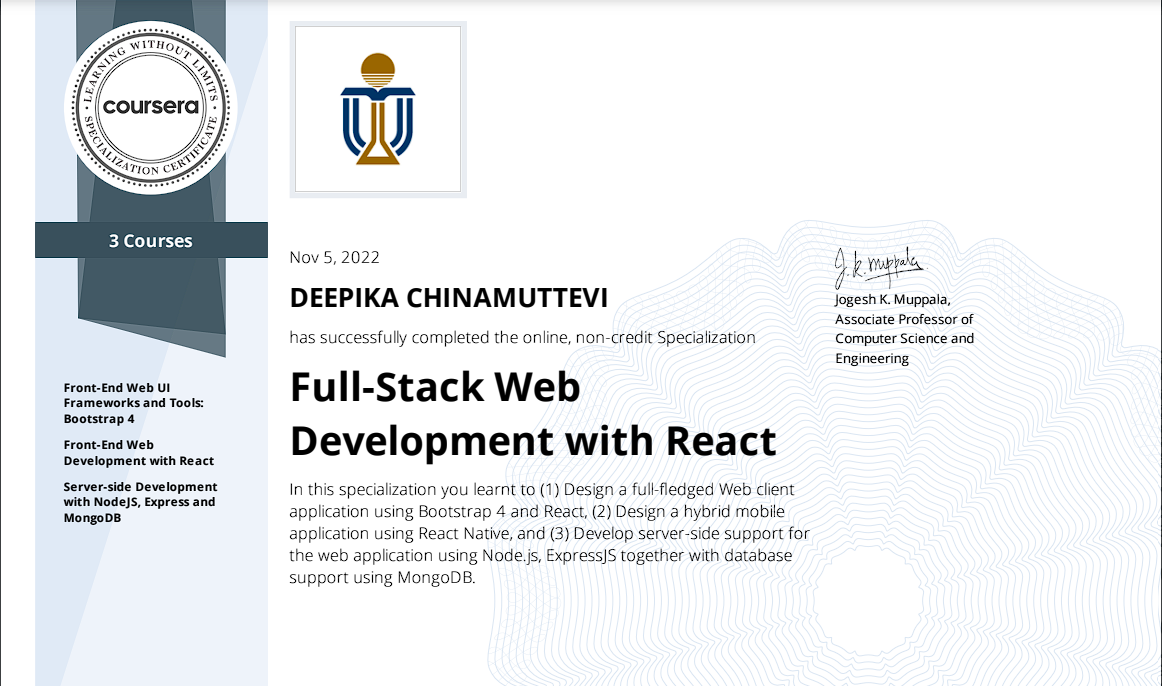 LEARNING WITHOUT LIMITS
coursera
SPECIALIZATION CERTIFICATE
3 Courses
Front-End Web UI
Frameworks and Tools:
Bootstrap 4
Front-End Web
Development with React
Server-side Development
with NodeJS, Express and
MongoDB
Nov 5, 2022
DEEPIKA CHINAMUTTEVI
has successfully completed the online, non-credit Specialization
Full-Stack Web
Development with React
In this specialization you learnt to (1) Design a full-fledged Web client
application using Bootstrap 4 and React, (2) Design a hybrid mobile
application using React Native, and (3) Develop server-side support for
the web application using Node.js, ExpressJS together with database
support using MongoDB.
J.K. Muppala
Jogesh K. Muppala,
Associate Professor of
Computer Science and
Engineering